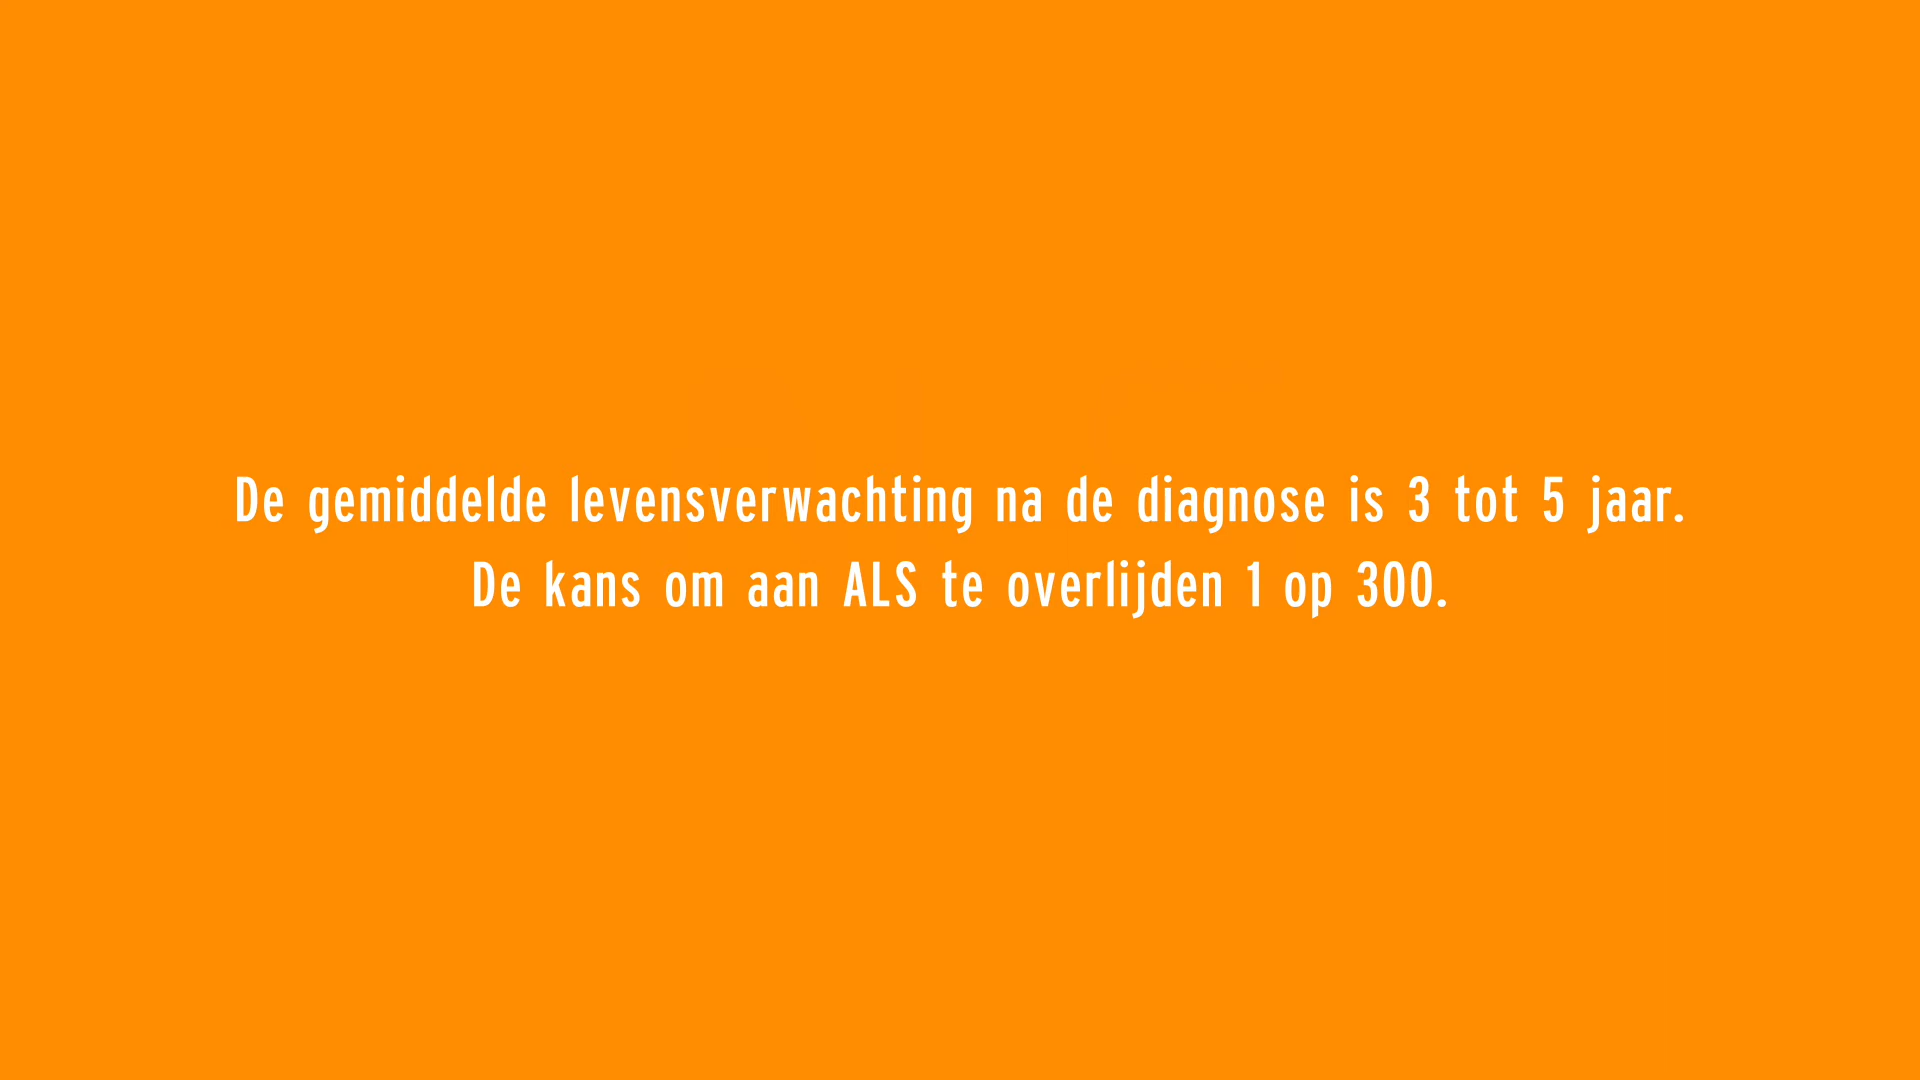 De gemiddelde levensverwachting na de diagnose is 3 tot 5 jaar.
De kans om aan ALS te overlijden 1 op 300.